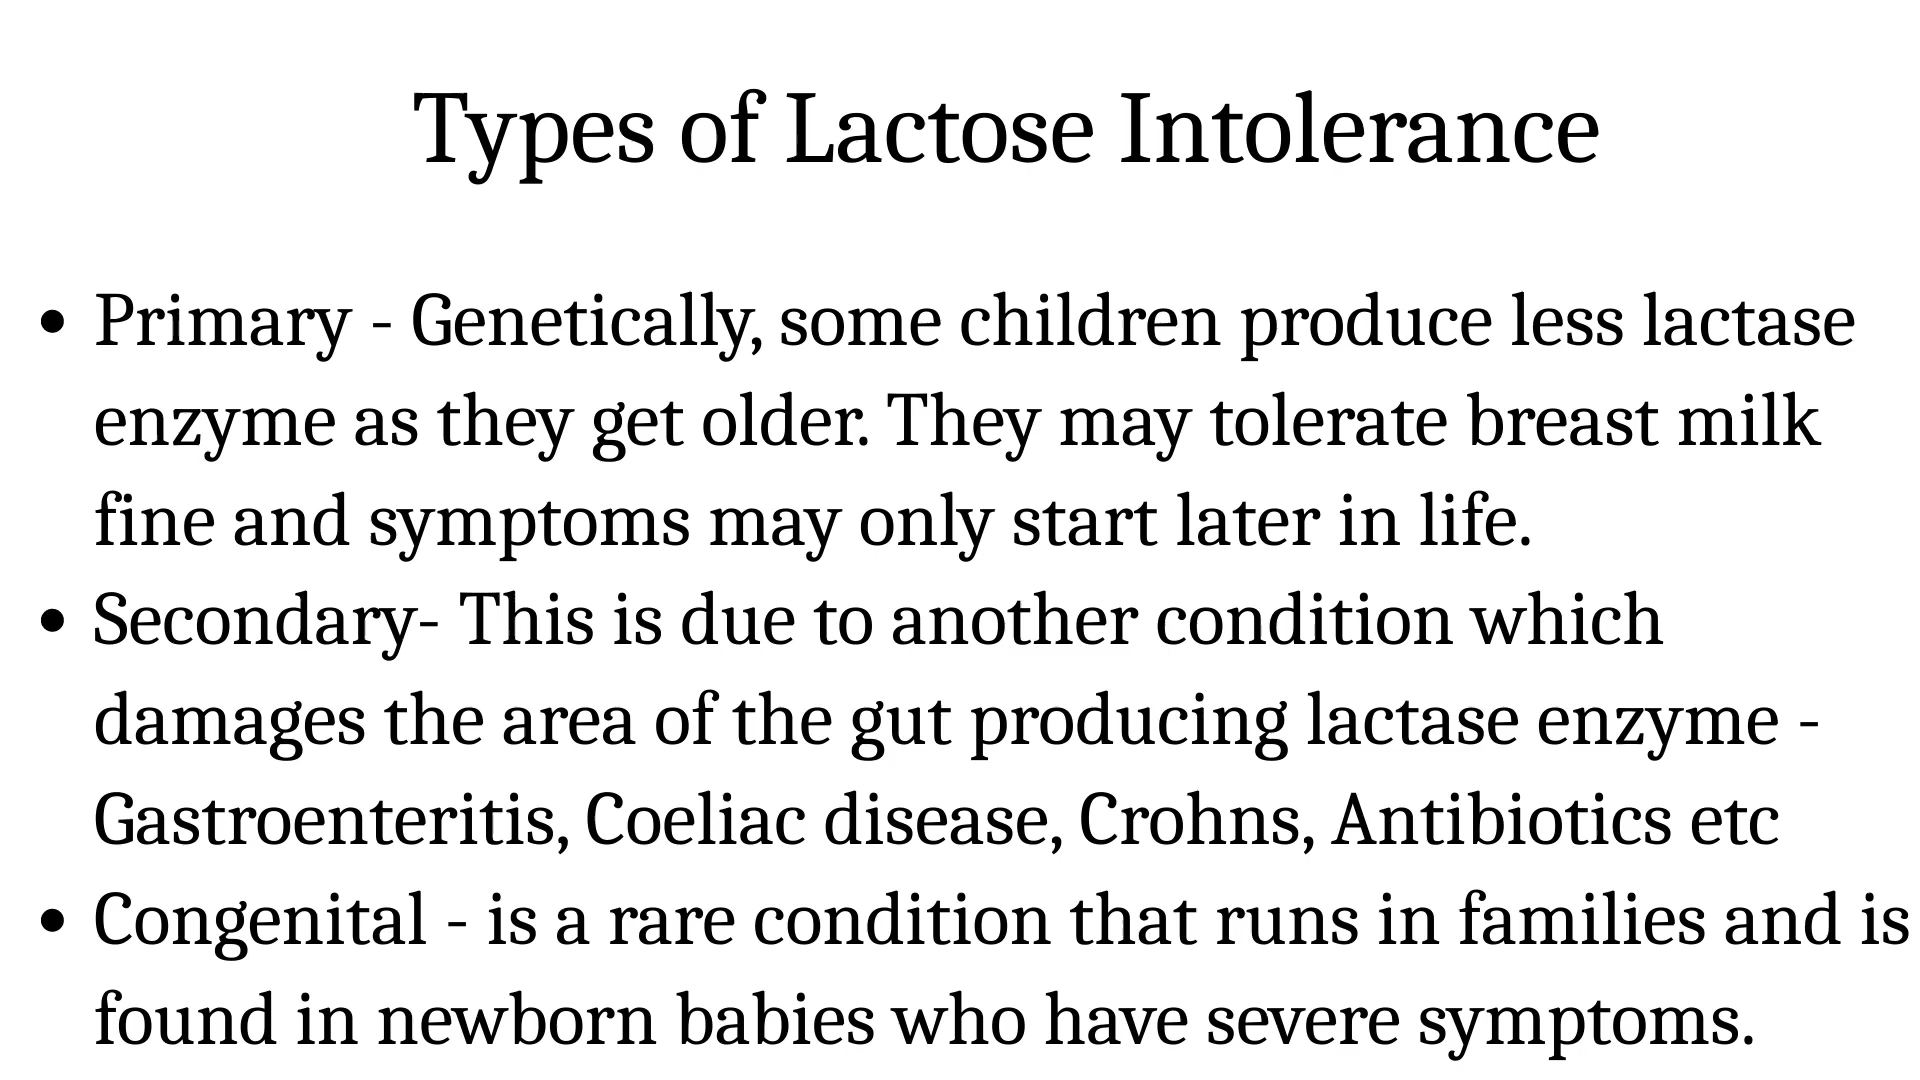 Types of Lactose Intolerance
• Primary - Genetically, some children produce less lactase
enzyme as they get older. They may tolerate breast milk
fine and symptoms may only start later in life.
• Secondary- This is due to another condition which
damages the area of the gut producing lactase enzyme -
Gastroenteritis, Coeliac disease, Crohns, Antibiotics etc
• Congenital - is a rare condition that runs in families and is
found in newborn babies who have severe symptoms.